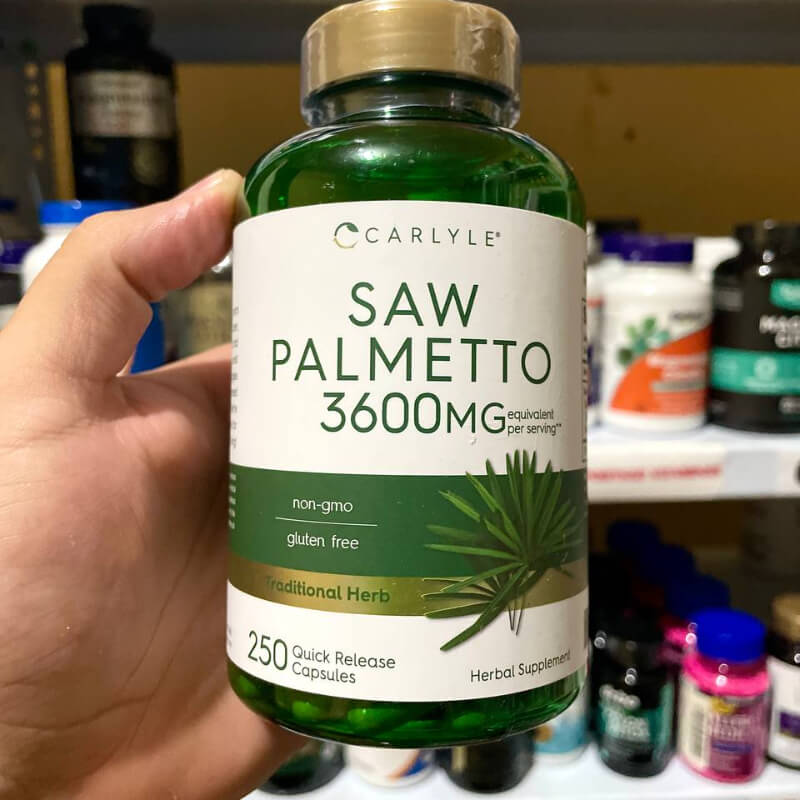 CARLYLE®
SAW
PALMETTO
3600MG equivalent
per serving**
non-gmo
gluten free
Traditional Herb
250 Quick Release
Capsules
Herbal Supplement